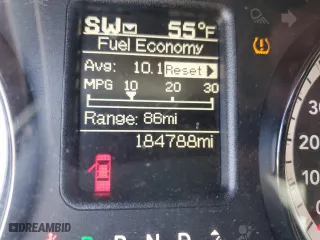 SW 55°F
Fuel Economy
Avg: 10.1 Reset
MPG 10 20 30
Range: 86mi
184788mi
R N D
DREAMBID